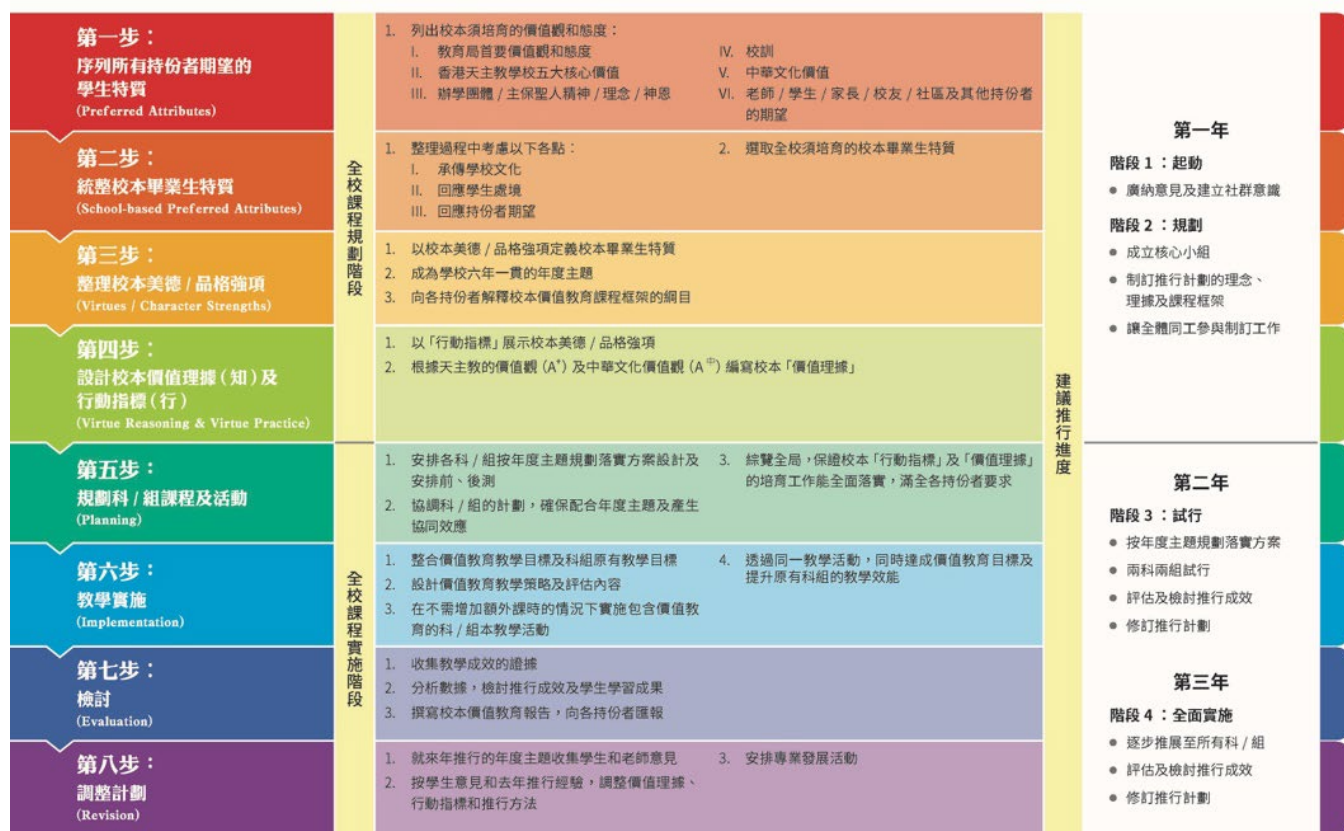 第一步：
序列所有持份者期望的
學生特質
(Preferred Attributes)
1. 列出校本須培育的價值觀和態度：
I. 教育局首要價值觀和態度
II. 香港天主教學校五大核心價值
III. 辦學團體 / 主保聖人精神 / 理念 / 神恩
IV. 校訓
V. 中華文化價值
VI. 老師 / 學生 / 家長 / 校友 / 社區及其他持份者
的期望
第二步：
統整校本畢業生特質
(School-based Preferred Attributes)
1. 整理過程中考慮以下各點：
I. 承傳學校文化
II. 回應學生處境
III. 回應持份者期望
2. 選取全校須培育的校本畢業生特質
第三步：
整理校本美德 / 品格強項
(Virtues / Character Strengths)
1. 以校本美德 / 品格強項定義校本畢業生特質
2. 成為學校六年一貫的年度主題
3. 向各持份者解釋校本價值教育課程框架的綱目
第四步：
設計校本價值理據（知）及
行動指標（行）
(Virtue Reasoning & Virtue Practice)
1. 以「行動指標」展示校本美德 / 品格強項
2. 根據天主教的價值觀（A⁺）及中華文化價值觀（A中）編寫校本「價值理據」
全校課程規劃階段
第五步：
規劃科 / 組課程及活動
(Planning)
1. 安排各科 / 組按年度主題規劃落實方案設計及
安排前、後測
2. 協調科 / 組的計劃，確保配合年度主題及產生
協同效應
3. 綜覽全局，保證校本「行動指標」及「價值理據」
的培育工作能全面落實，滿全各持份者要求
第六步：
教學實施
(Implementation)
1. 整合價值教育教學目標及科組原有教學目標
2. 設計價值教育教學策略及評估內容
3. 在不需增加額外課時的情況下實施包含價值教
育的科 / 組本教學活動
4. 透過同一教學活動，同時達成價值教育目標及
提升原有科組的教學效能
第七步：
檢討
(Evaluation)
1. 收集教學成效的證據
2. 分析數據，檢討推行成效及學生學習成果
3. 撰寫校本價值教育報告，向各持份者匯報
第八步：
調整計劃
(Revision)
1. 就來年推行的年度主題收集學生和老師意見
2. 按學生意見和去年推行經驗，調整價值理據、
行動指標和推行方法
3. 安排專業發展活動
全校課程實施階段
建議推行進度
第一年
階段 1：起動
● 廣納意見及建立社群意識
階段 2：規劃
● 成立核心小組
● 制訂推行計劃的理念、
理據及課程框架
● 讓全體同工參與制訂工作
第二年
階段 3：試行
● 按年度主題規劃落實方案
● 兩科兩組試行
● 評估及檢討推行成效
● 修訂推行計劃
第三年
階段 4：全面實施
● 逐步推展至所有科 / 組
● 評估及檢討推行成效
● 修訂推行計劃